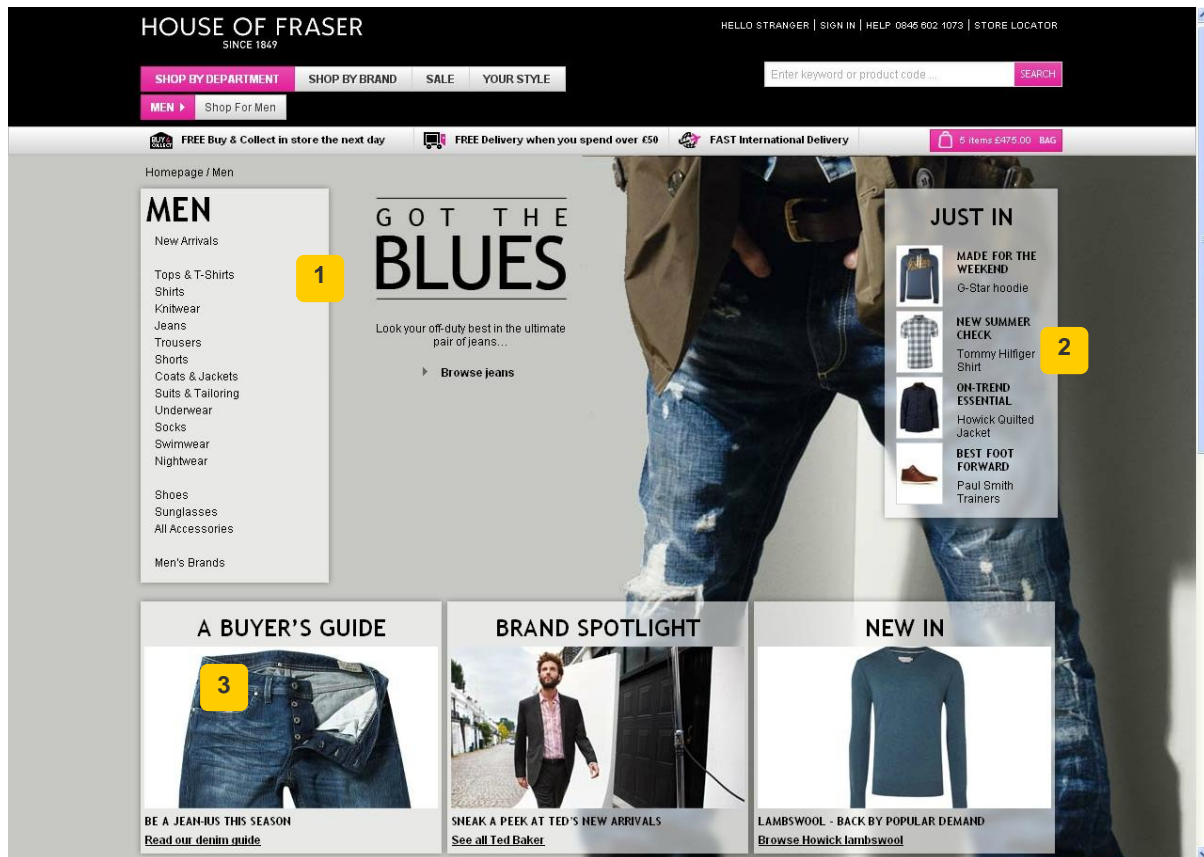 HOUSE OF FRASER
SINCE 1849
HELLO STRANGER | SIGN IN | HELP 0845 602 1073 | STORE LOCATOR
SHOP BY DEPARTMENT
SHOP BY BRAND
SALE
YOUR STYLE
Enter keyword or product code ...
SEARCH
MEN
Shop For Men
BUY & COLLECT
FREE Buy & Collect in store the next day
FREE Delivery when you spend over £50
FAST International Delivery
5 items £475.00 BAG
Homepage / Men
MEN
New Arrivals
Tops & T-Shirts
Shirts
Knitwear
Jeans
Trousers
Shorts
Coats & Jackets
Suits & Tailoring
Underwear
Socks
Swimwear
Nightwear
Shoes
Sunglasses
All Accessories
Men's Brands
1
GOT THE
BLUES
Look your off-duty best in the ultimate
pair of jeans...
Browse jeans
JUST IN
MADE FOR THE
WEEKEND
G-Star hoodie
NEW SUMMER
CHECK
Tommy Hilfiger
Shirt
2
ON-TREND
ESSENTIAL
Howick Quilted
Jacket
BEST FOOT
FORWARD
Paul Smith
Trainers
A BUYER'S GUIDE
3
BE A JEAN-IUS THIS SEASON
Read our denim guide
BRAND SPOTLIGHT
SNEAK A PEEK AT TED'S NEW ARRIVALS
See all Ted Baker
NEW IN
LAMBSWOOL - BACK BY POPULAR DEMAND
Browse Howick lambswool